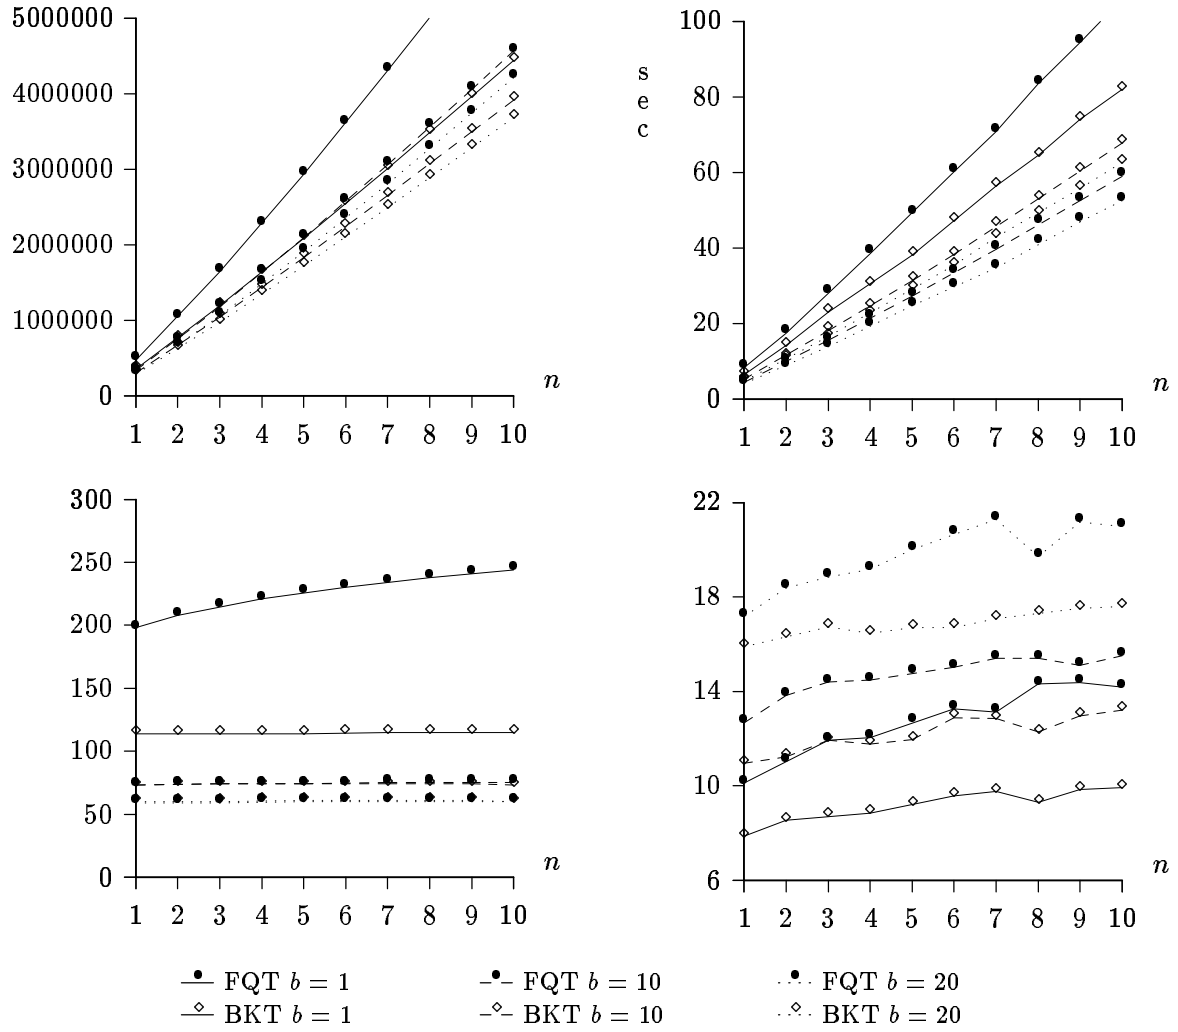 5000000
4000000
3000000
2000000
1000000
0
1 2 3 4 5 6 7 8 9 10
n
100
80
60
40
20
0
s
e
c
1 2 3 4 5 6 7 8 9 10
n
300
250
200
150
100
50
0
1 2 3 4 5 6 7 8 9 10
n
22
18
14
10
6
1 2 3 4 5 6 7 8 9 10
n
FQT b = 1
FQT b = 10
FQT b = 20
BKT b = 1
BKT b = 10
BKT b = 20